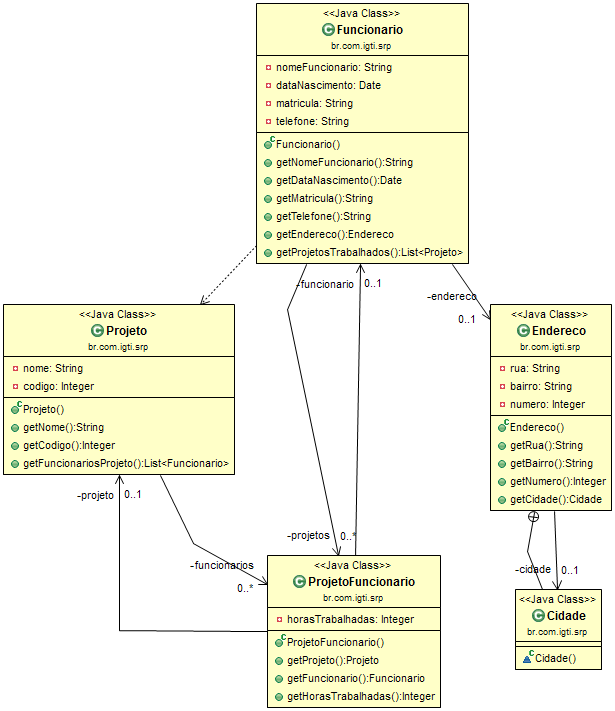 <<Java Class>>
Funcionario
br.com.igti.srp
nomeFuncionario: String
dataNascimento: Date
matricula: String
telefone: String
Funcionario()
getNomeFuncionario():String
getDataNascimento():Date
getMatricula():String
getTelefone():String
getEndereco():Endereco
getProjetosTrabalhados():List<Projeto>
-funcionario
0..1
-endereco
0..1
<<Java Class>>
Projeto
br.com.igti.srp
nome: String
codigo: Integer
Projeto()
getNome():String
getCodigo():Integer
getFuncionariosProjeto():List<Funcionario>
<<Java Class>>
Endereco
br.com.igti.srp
rua: String
bairro: String
numero: Integer
Endereco()
getRua():String
getBairro():String
getNumero():Integer
getCidade():Cidade
-projeto
0..1
-projetos
0..*
-funcionarios
0..*
-cidade
0..1
<<Java Class>>
ProjetoFuncionario
br.com.igti.srp
horasTrabalhadas: Integer
ProjetoFuncionario()
getProjeto():Projeto
getFuncionario():Funcionario
getHorasTrabalhadas():Integer
<<Java Class>>
Cidade
br.com.igti.srp
Cidade()